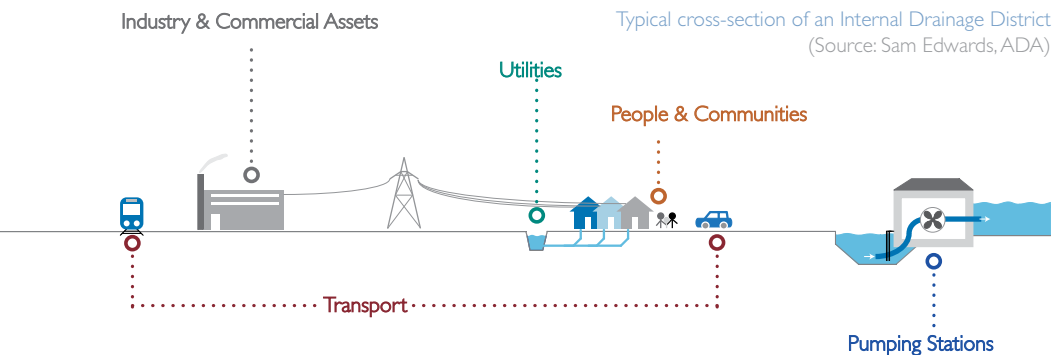 Industry & Commercial Assets
Typical cross-section of an Internal Drainage District
(Source: Sam Edwards, ADA)
Utilities
People & Communities
Transport
Pumping Stations